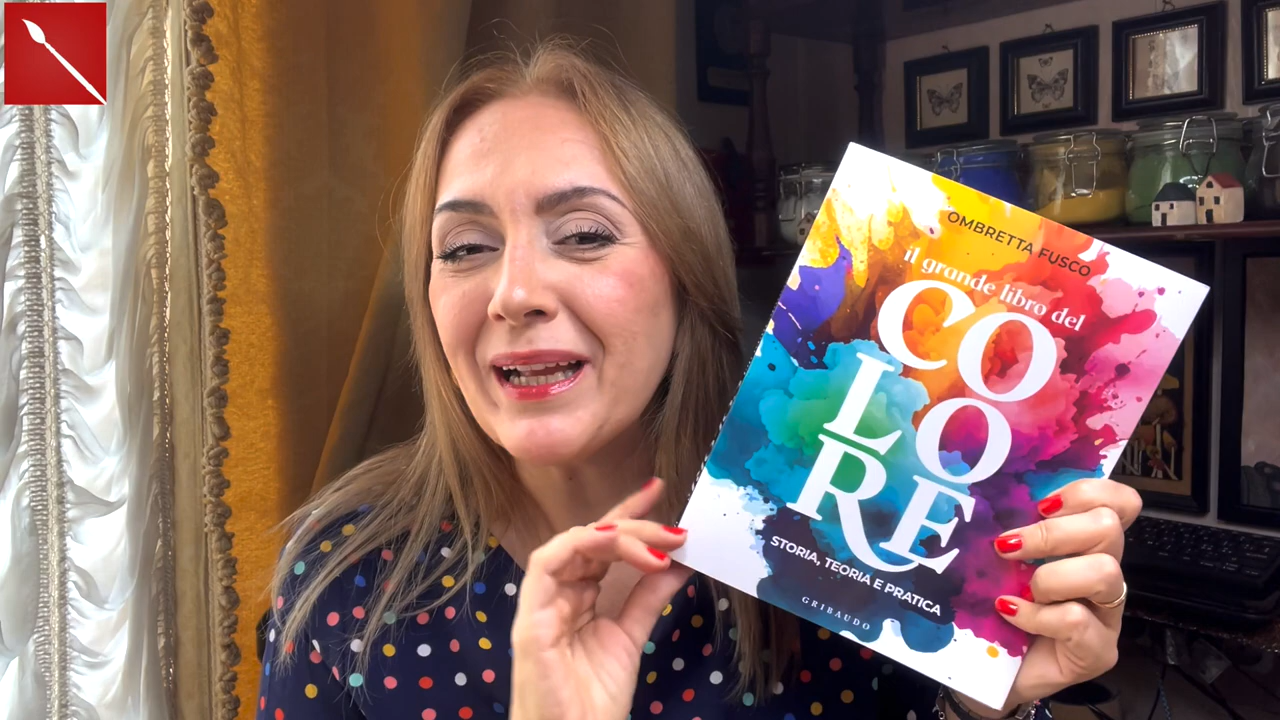 OMBRETTA FUSCO
il grande libro del
CO
LO
RE
STORIA, TEORIA E PRATICA
GRIBAUDO